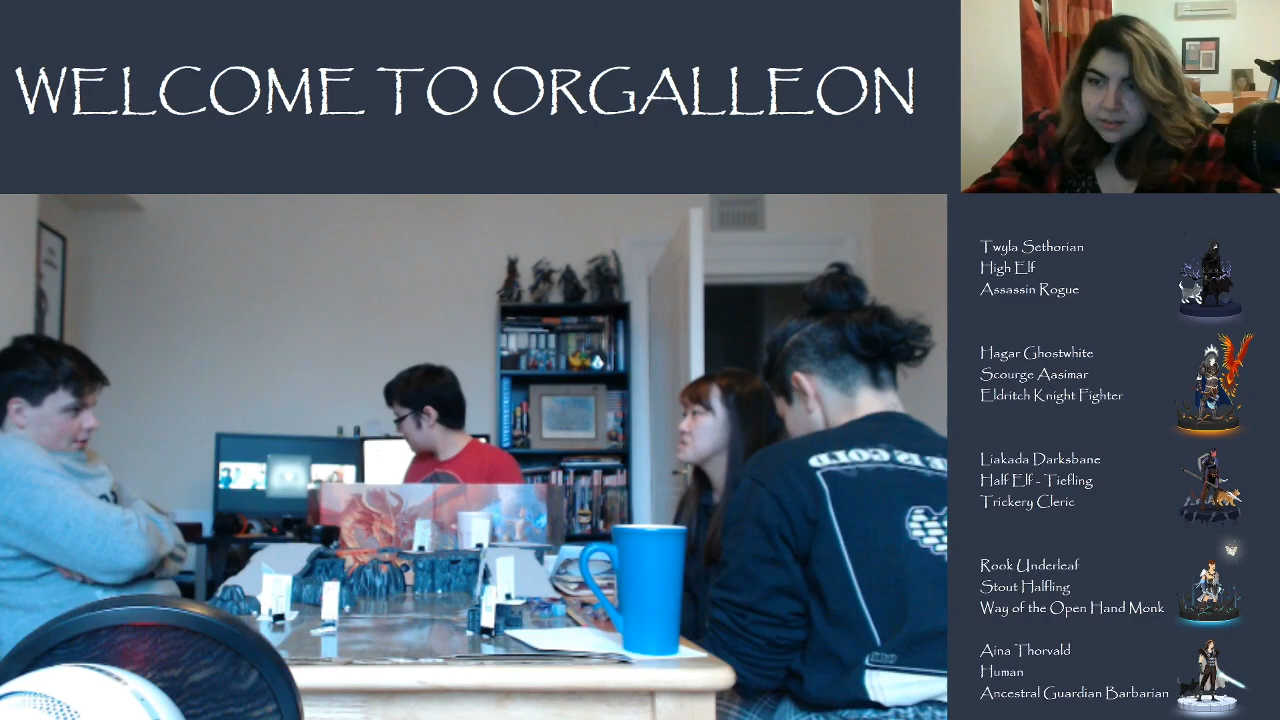 WELCOME TO ORGALLEON
Twyla Sethorian
High Elf
Assassin Rogue
Hagar Ghostwhite
Scourge Aasimar
Eldritch Knight Fighter
Liakada Darksbane
Half Elf - Tiefling
Trickery Cleric
Rook Underleaf
Stout Halfling
Way of the Open Hand Monk
Aina Thorvald
Human
Ancestral Guardian Barbarian
E IS GOLD